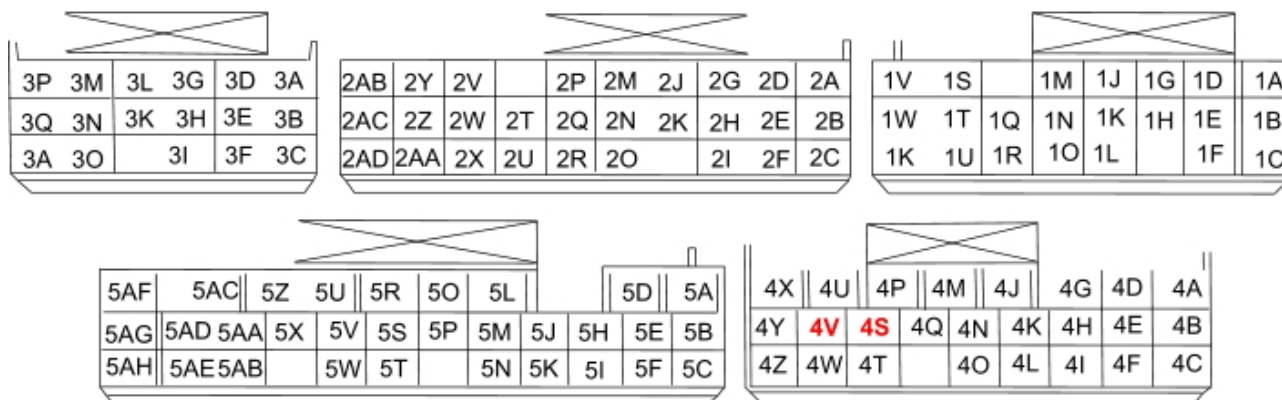 3P 3M 3L 3G 3D 3A
3Q 3N 3K 3H 3E 3B
3A 3O 3I 3F 3C
2AB 2Y 2V 2P 2M 2J 2G 2D 2A
2AC 2Z 2W 2T 2Q 2N 2K 2H 2E 2B
2AD 2AA 2X 2U 2R 2O 2I 2F 2C
1V 1S 1M 1J 1G 1D 1A
1W 1T 1Q 1N 1K 1H 1E 1B
1K 1U 1R 1O 1L 1F 1C
5AF 5AC 5Z 5U 5R 5O 5L 5D 5A
5AG 5AD 5AA 5X 5V 5S 5P 5M 5J 5H 5E 5B
5AH 5AE 5AB 5W 5T 5N 5K 5I 5F 5C
4X 4U 4P 4M 4J 4G 4D 4A
4Y 4V 4S 4Q 4N 4K 4H 4E 4B
4Z 4W 4T 4O 4L 4I 4F 4C